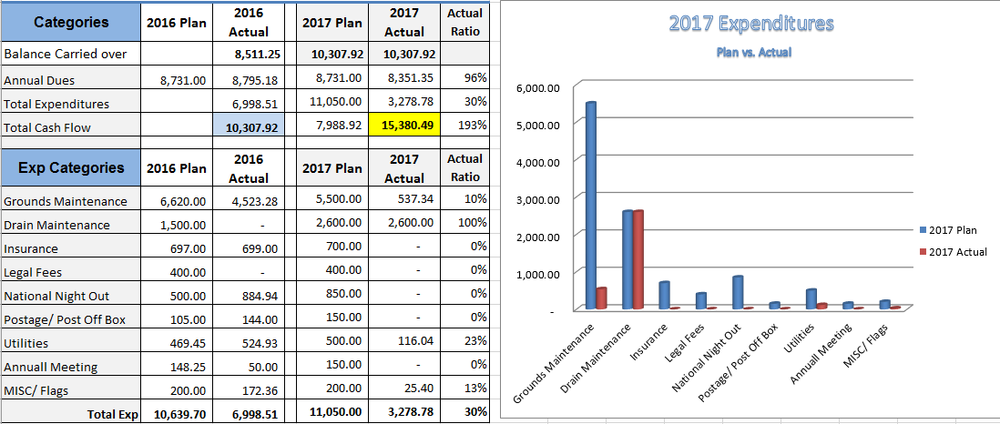 Categories 2016 Plan 2016 Actual 2017 Plan 2017 Actual Actual Ratio
Balance Carried over 8,511.25 10,307.92 10,307.92
Annual Dues 8,731.00 8,795.18 8,731.00 8,351.35 96%
Total Expenditures 6,998.51 11,050.00 3,278.78 30%
Total Cash Flow 10,307.92 7,988.92 15,380.49 193%
Exp Categories 2016 Plan 2016 Actual 2017 Plan 2017 Actual Actual Ratio
Grounds Maintenance 6,620.00 4,523.28 5,500.00 537.34 10%
Drain Maintenance 1,500.00 - 2,600.00 2,600.00 100%
Insurance 697.00 699.00 700.00 - 0%
Legal Fees 400.00 - 400.00 - 0%
National Night Out 500.00 884.94 850.00 - 0%
Postage/ Post Off Box 105.00 144.00 150.00 - 0%
Utilities 469.45 524.93 500.00 116.04 23%
Annuall Meeting 148.25 50.00 150.00 - 0%
MISC/ Flags 200.00 172.36 200.00 25.40 13%
Total Exp 10,639.70 6,998.51 11,050.00 3,278.78 30%
2017 Expenditures
Plan vs. Actual
6,000.00
5,000.00
4,000.00
3,000.00
2,000.00
1,000.00
-
Grounds Maintenance
Drain Maintenance
Insurance
Legal Fees
National Night Out
Postage/ Post Off Box
Utilities
Annuall Meeting
MISC/ Flags
2017 Plan
2017 Actual